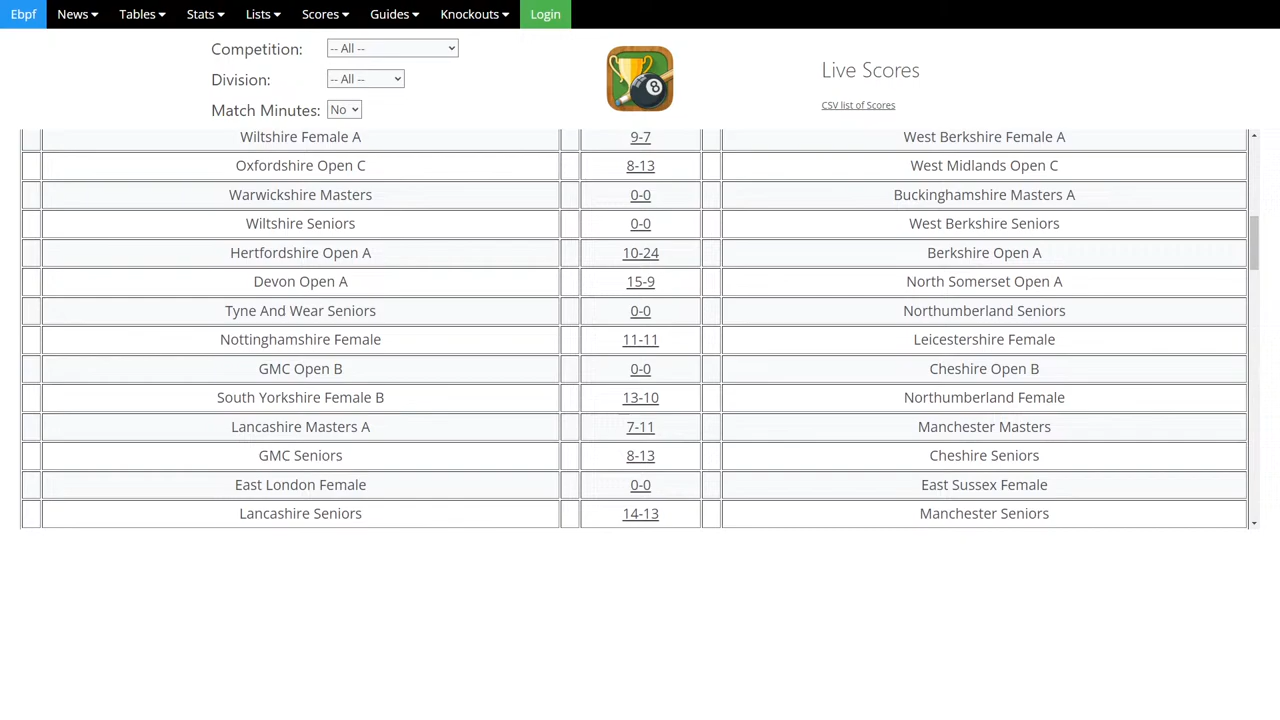 Ebpf News Tables Stats Lists Scores Guides Knockouts Login
Competition: -- All --
Division: -- All --
Match Minutes: No
8
Live Scores
CSV list of Scores
Wiltshire Female A 9-7 West Berkshire Female A
Oxfordshire Open C 8-13 West Midlands Open C
Warwickshire Masters 0-0 Buckinghamshire Masters A
Wiltshire Seniors 0-0 West Berkshire Seniors
Hertfordshire Open A 10-24 Berkshire Open A
Devon Open A 15-9 North Somerset Open A
Tyne And Wear Seniors 0-0 Northumberland Seniors
Nottinghamshire Female 11-11 Leicestershire Female
GMC Open B 0-0 Cheshire Open B
South Yorkshire Female B 13-10 Northumberland Female
Lancashire Masters A 7-11 Manchester Masters
GMC Seniors 8-13 Cheshire Seniors
East London Female 0-0 East Sussex Female
Lancashire Seniors 14-13 Manchester Seniors